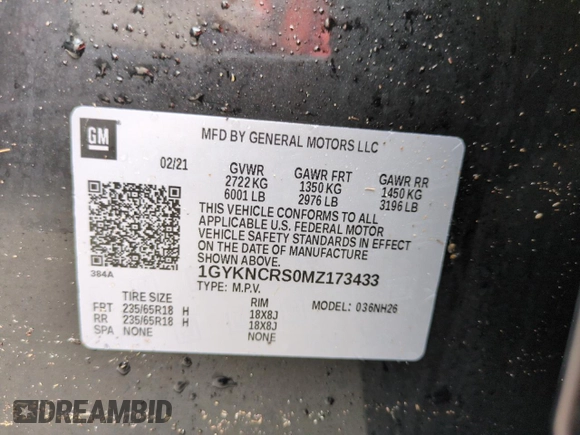 GM
MFD BY GENERAL MOTORS LLC
02/21 GVWR GAWR FRT GAWR RR
2722 KG 1350 KG 1450 KG
6001 LB 2976 LB 3196 LB
THIS VEHICLE CONFORMS TO ALL
APPLICABLE U.S. FEDERAL MOTOR
VEHICLE SAFETY STANDARDS IN EFFECT
ON THE DATE OF MANUFACTURE
SHOWN ABOVE.
384A
1GYKNCRS0MZ173433
TYPE: M.P.V. MODEL: 036NH26
TIRE SIZE RIM
FRT 235/65R18 H 18X8J
RR 235/65R18 H 18X8J
SPA NONE NONE
DREAMBID